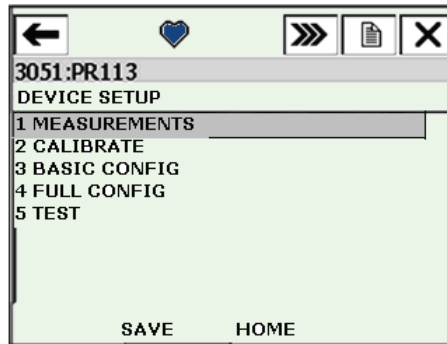 3051:PR113
DEVICE SETUP
1 MEASUREMENTS
2 CALIBRATE
3 BASIC CONFIG
4 FULL CONFIG
5 TEST
SAVE HOME